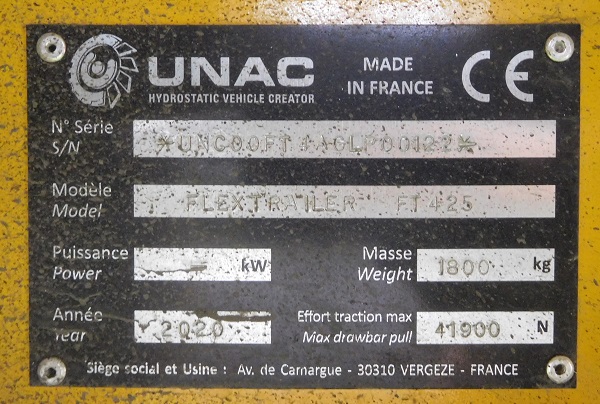 UNAC
HYDROSTATIC VEHICLE CREATOR
MADE
IN FRANCE
CE
N° Série
S/N
*UNC00FT4AGLP00122*
Modèle
Model
FLEXTRAILER FT425
Puissance
Power
- kW
Masse
Weight
1800 kg
Année
Year
2020
Effort traction max
Max drawbar pull
41900 N
Siège social et Usine : Av. de Camargue - 30310 VERGEZE - FRANCE